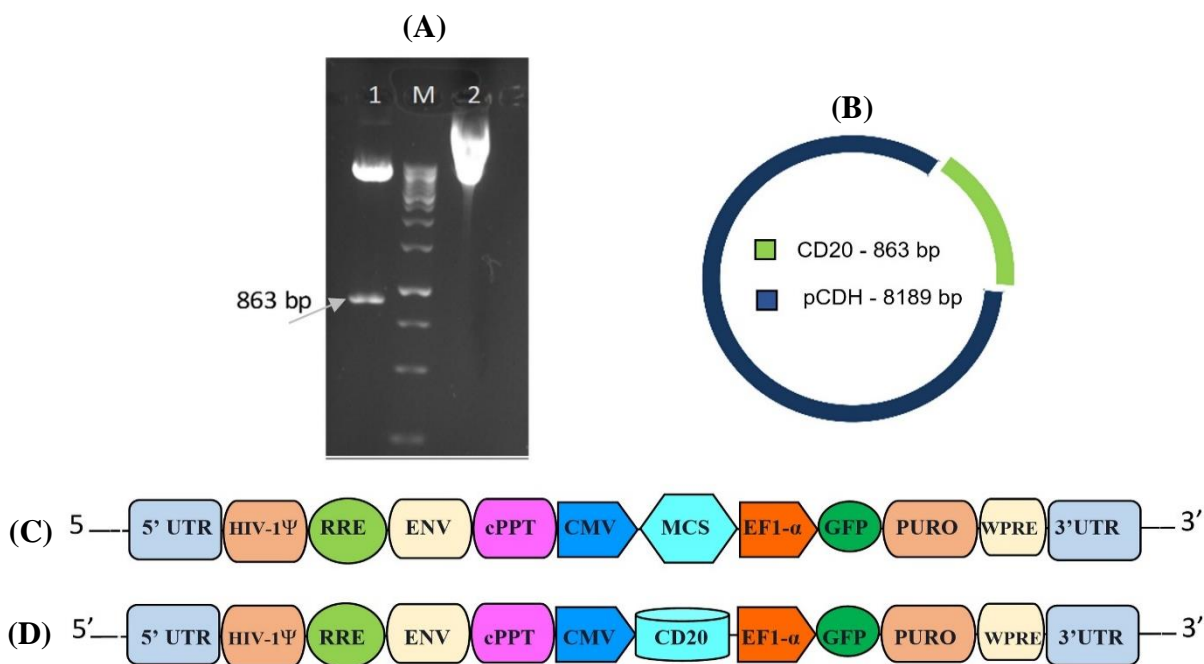 (A)
1 M 2
863 bp
(B)
CD20 - 863 bp
pCDH - 8189 bp
(C) 5 5' UTR HIV-1Ψ RRE ENV cPPT CMV MCS EF1-α GFP PURO WPRE 3'UTR 3'
(D) 5' 5' UTR HIV-1Ψ RRE ENV cPPT CMV CD20 EF1-α GFP PURO WPRE 3'UTR 3'